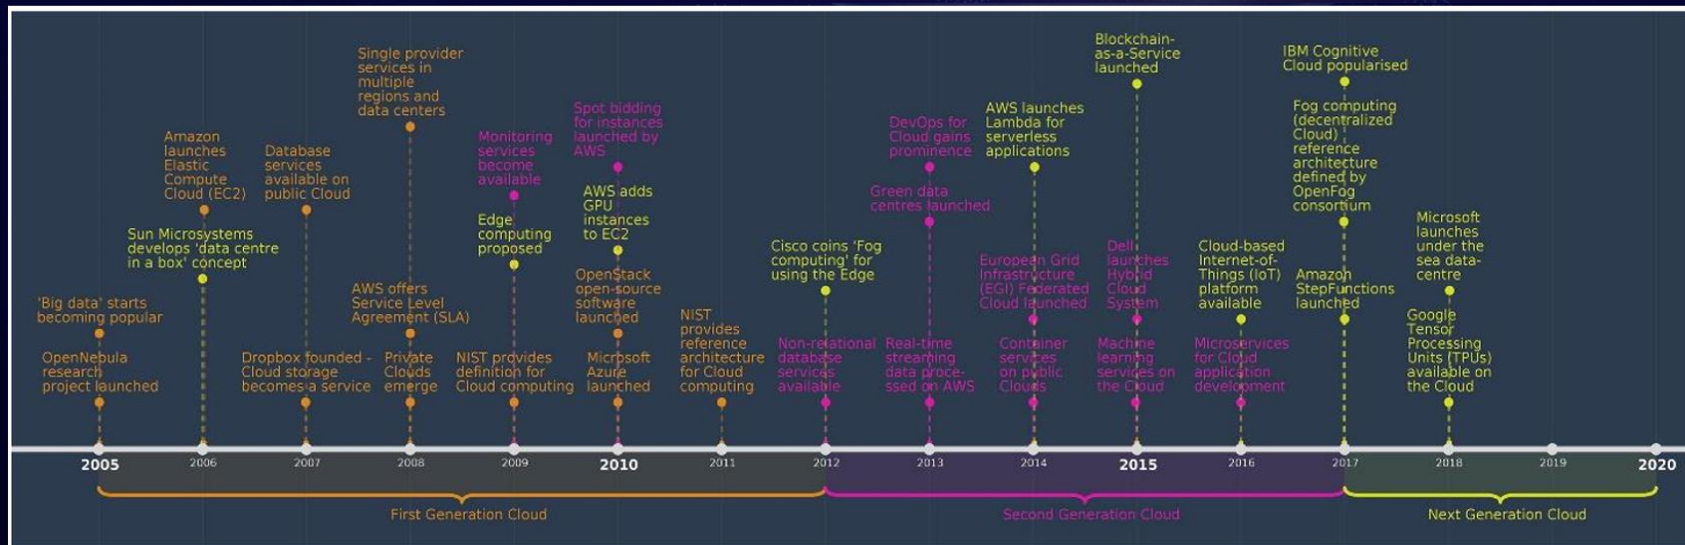 'Big data' starts
becoming popular
OpenNebula
research
project launched
Amazon
launches
Elastic
Compute
Cloud (EC2)
Sun Microsystems
develops 'data centre
in a box' concept
Database
services
available on
public Cloud
Dropbox founded -
Cloud storage
becomes a service
Single provider
services in
multiple
regions and
data centers
AWS offers
Service Level
Agreement (SLA)
Private
Clouds
emerge
Monitoring
services
become
available
Edge
computing
proposed
NIST provides
definition for
Cloud computing
Spot bidding
for instances
launched by
AWS
AWS adds
GPU
instances
to EC2
OpenStack
open-source
software
launched
Microsoft
Azure
launched
NIST
provides
reference
architecture
for Cloud
computing
Cisco coins 'Fog
computing' for
using the Edge
Non-relational
database
services
available
DevOps for
Cloud gains
prominence
Green data
centres launched
Real-time
streaming
data proce-
ssed on AWS
AWS launches
Lambda for
serverless
applications
European Grid
Infrastructure
(EGI) Federated
Cloud launched
Container
services
on public
Clouds
Blockchain-
as-a-Service
launched
Dell
launches
Hybrid
Cloud
System
Machine
learning
services on
the Cloud
Cloud-based
Internet-of-
Things (IoT)
platform
available
Microservices
for Cloud
application
development
IBM Cognitive
Cloud popularised
Fog computing
(decentralized
Cloud)
reference
architecture
defined by
OpenFog
consortium
Amazon
StepFunctions
launched
Microsoft
launches
under the
sea data-
centre
Google
Tensor
Processing
Units (TPUs)
available on
the Cloud
2005 2006 2007 2008 2009 2010 2011 2012 2013 2014 2015 2016 2017 2018 2019 2020
First Generation Cloud Second Generation Cloud Next Generation Cloud